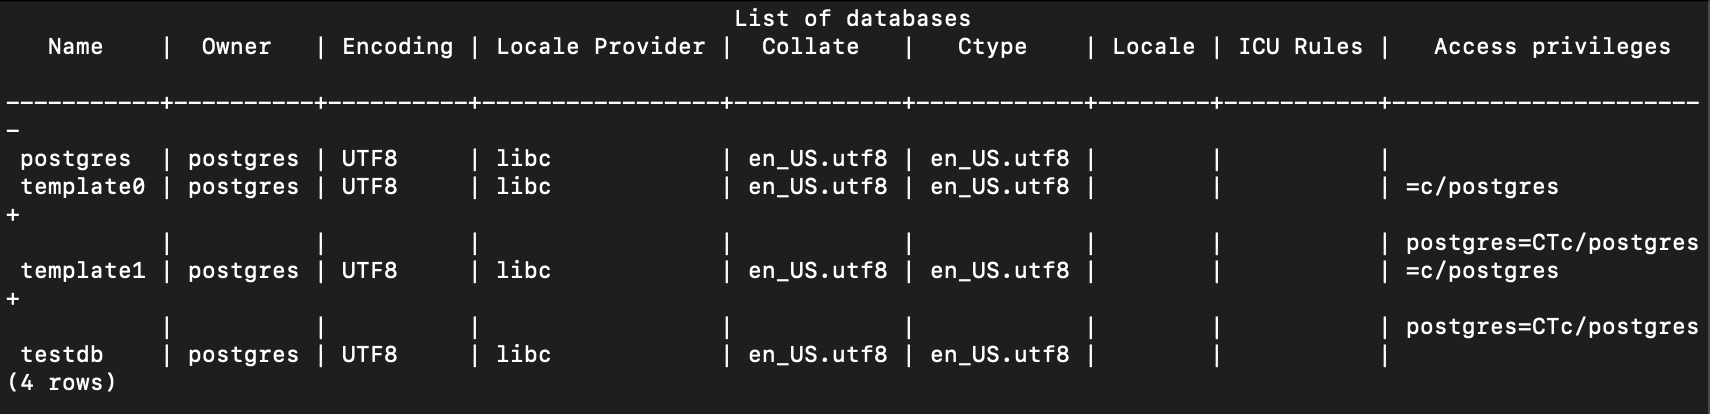 List of databases
   Name    |  Owner   | Encoding | Locale Provider |  Collate   |   Ctype    | Locale | ICU Rules |   Access privileges   
-----------+----------+----------+-----------------+------------+------------+--------+-----------+----------------------
-
 postgres  | postgres | UTF8     | libc            | en_US.utf8 | en_US.utf8 |        |           | 
 template0 | postgres | UTF8     | libc            | en_US.utf8 | en_US.utf8 |        |           | =c/postgres
+
           |          |          |                 |            |            |        |           | postgres=CTc/postgres
 template1 | postgres | UTF8     | libc            | en_US.utf8 | en_US.utf8 |        |           | =c/postgres
+
           |          |          |                 |            |            |        |           | postgres=CTc/postgres
 testdb    | postgres | UTF8     | libc            | en_US.utf8 | en_US.utf8 |        |           | 
(4 rows)